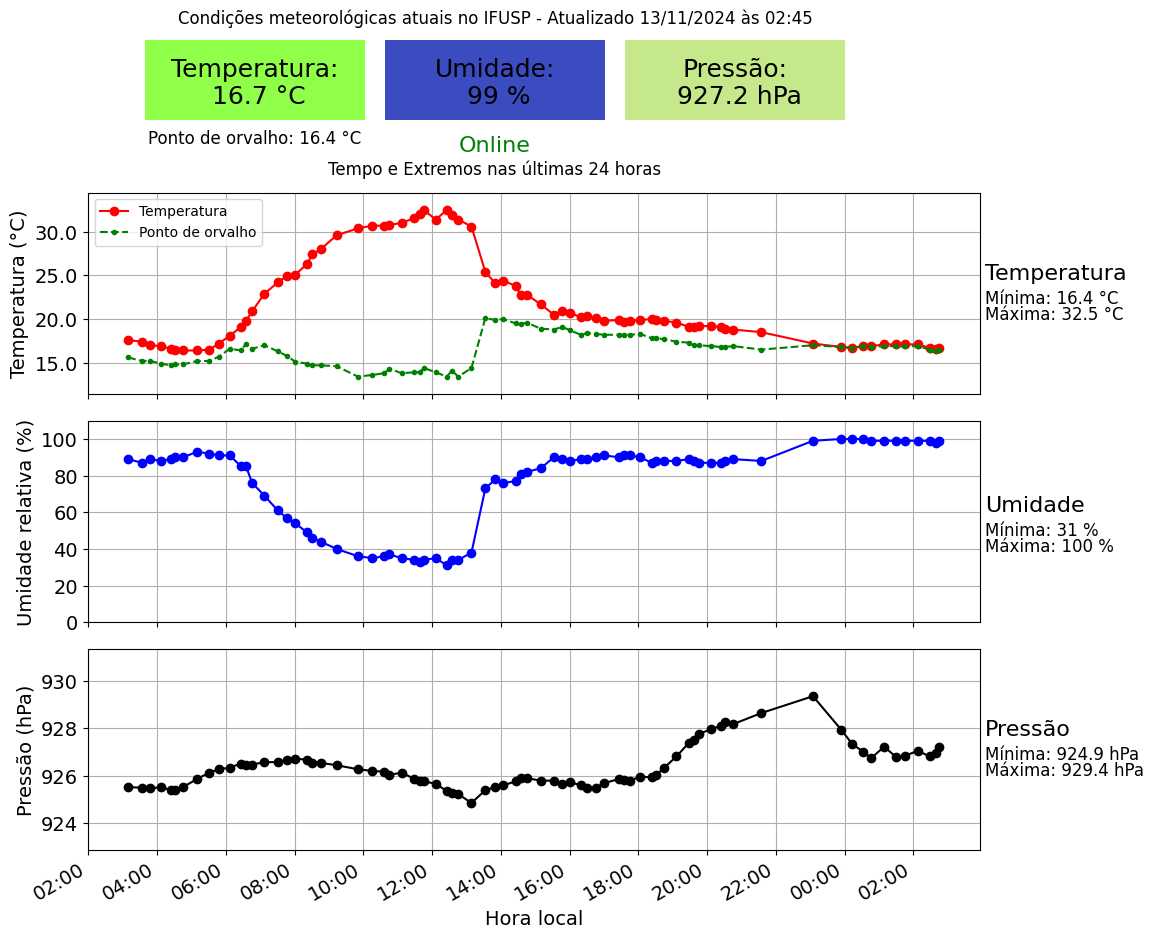 Condições meteorológicas atuais no IFUSP - Atualizado 13/11/2024 às 02:45
Temperatura:
16.7 °C
Umidade:
99 %
Pressão:
927.2 hPa
Ponto de orvalho: 16.4 °C
Online
Tempo e Extremos nas últimas 24 horas
Temperatura (°C)
30.0
25.0
20.0
15.0
Temperatura
Ponto de orvalho
Temperatura
Mínima: 16.4 °C
Máxima: 32.5 °C
Umidade relativa (%)
100
80
60
40
20
0
Umidade
Mínima: 31 %
Máxima: 100 %
Pressão (hPa)
930
928
926
924
Pressão
Mínima: 924.9 hPa
Máxima: 929.4 hPa
02:00
04:00
06:00
08:00
10:00
12:00
14:00
16:00
18:00
20:00
22:00
00:00
02:00
Hora local